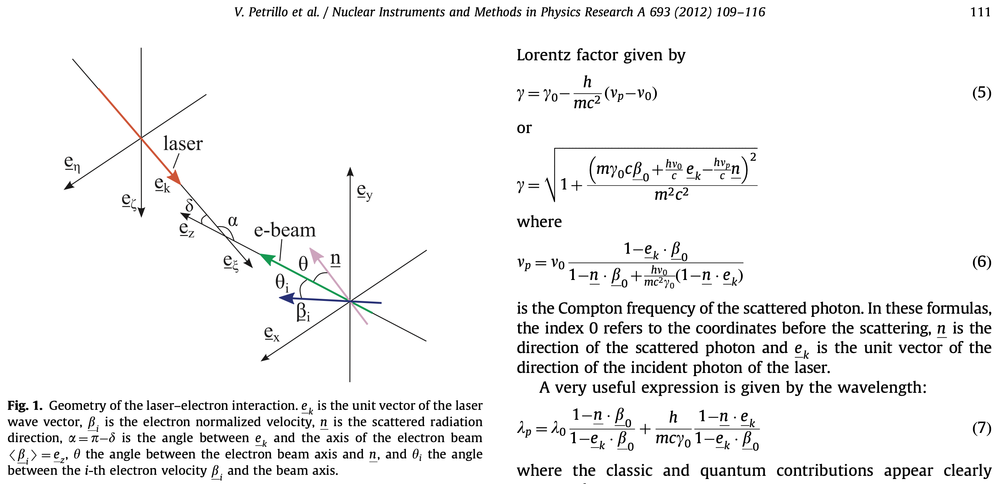 V. Petrillo et al. / Nuclear Instruments and Methods in Physics Research A 693 (2012) 109–116
111
laser
e_η
e_k
e_ζ
δ
e_z
α
e_ξ
e-beam
e_y
θ
n
θ_i
β_i
e_x
Fig. 1. Geometry of the laser–electron interaction. e_k is the unit vector of the laser
wave vector, β_i is the electron normalized velocity, n is the scattered radiation
direction, α = π−δ is the angle between e_k and the axis of the electron beam
⟨β_i⟩ = e_z, θ the angle between the electron beam axis and n, and θ_i the angle
between the i-th electron velocity β_i and the beam axis.
Lorentz factor given by
γ = γ_0 − h/(mc^2) (ν_p − ν_0) (5)
or
γ = √(1 + (mγ_0cβ_0 + (hν_0/c) e_k − (hν_p/c) n)^2 / (m^2c^2))
where
ν_p = ν_0 (1 − e_k · β_0) / (1 − n · β_0 + (hν_0/(mc^2γ_0))(1 − n · e_k)) (6)
is the Compton frequency of the scattered photon. In these formulas,
the index 0 refers to the coordinates before the scattering, n is the
direction of the scattered photon and e_k is the unit vector of the
direction of the incident photon of the laser.
A very useful expression is given by the wavelength:
λ_p = λ_0 (1 − n · β_0)/(1 − e_k · β_0) + (h/(mcγ_0)) (1 − n · e_k)/(1 − e_k · β_0) (7)
where the classic and quantum contributions appear clearly